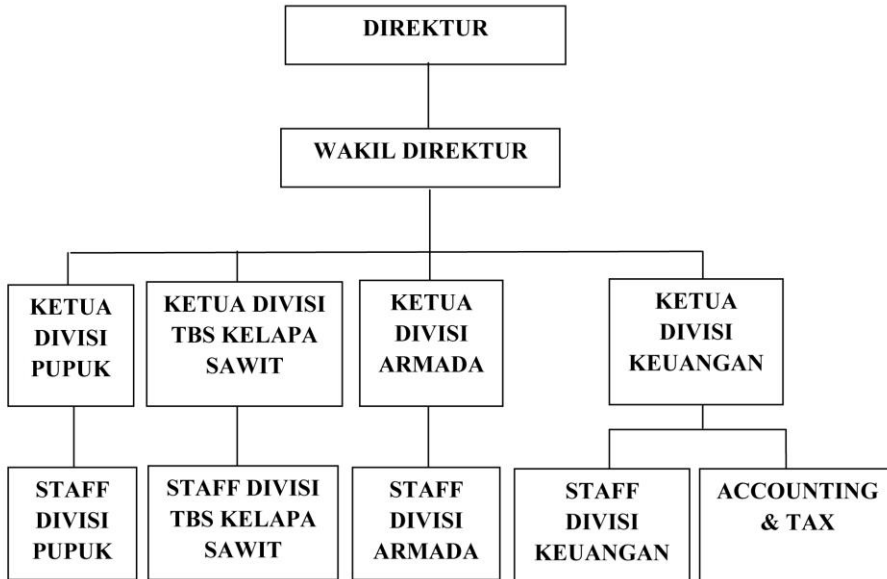 DIREKTUR
WAKIL DIREKTUR
KETUA
DIVISI
PUPUK
KETUA DIVISI
TBS KELAPA
SAWIT
KETUA
DIVISI
ARMADA
KETUA
DIVISI
KEUANGAN
STAFF
DIVISI
PUPUK
STAFF DIVISI
TBS KELAPA
SAWIT
STAFF
DIVISI
ARMADA
STAFF
DIVISI
KEUANGAN
ACCOUNTING
& TAX